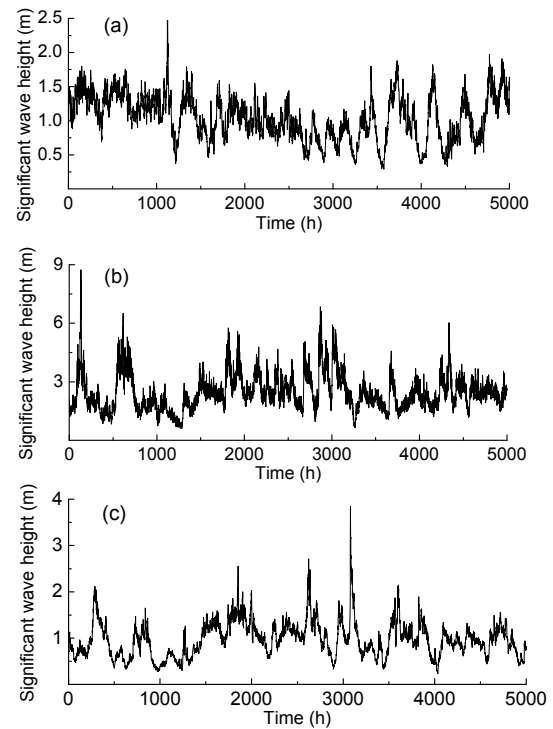 (a)
Significant wave height (m)
2.5
2.0
1.5
1.0
0.5
0 1000 2000 3000 4000 5000
Time (h)
(b)
Significant wave height (m)
9
6
3
0 1000 2000 3000 4000 5000
Time (h)
(c)
Significant wave height (m)
4
3
2
1
0 1000 2000 3000 4000 5000
Time (h)